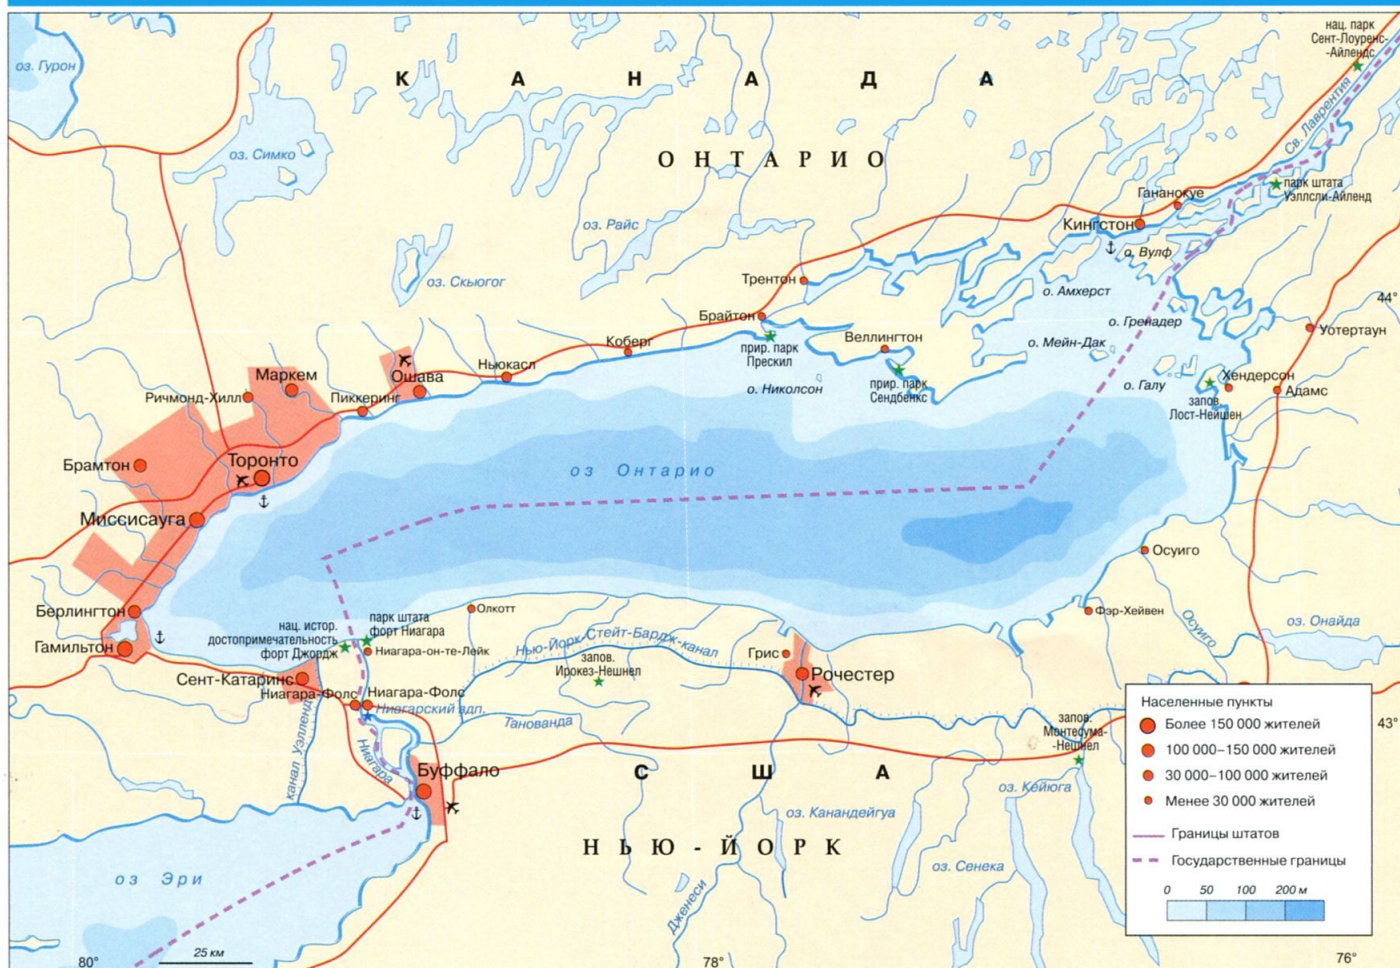 нац. парк
Сент-Лоуренс-
-Айлендс
оз. Гурон
К А Н А Д А
Св. Лаврентия
оз. Симко
ОНТАРИО
парк штата
Уэллсли-Айленд
Гананокуе
оз. Райс
Кингстон
о. Вулф
оз. Скьюгог
Трентон
о. Амхерст
44°
Брайтон
о. Гренадер
Уотертаун
Коберг
прир. парк
Прескил
Веллингтон
о. Мейн-Дак
Ньюкасл
Маркем
Ошава
о. Николсон
прир. парк
Сендбенкс
о. Галу
Хендерсон
Адамс
запов.
Лост-Нейшен
Ричмонд-Хилл
Пиккеринг
Брамтон
Торонто
оз Онтарио
Миссисауга
Осуиго
Берлингтон
Олкотт
Фэр-Хейвен
парк штата
форт Ниагара
нац. истор.
достопримечательность
форт Джордж
Осуиго
оз. Онайда
Гамильтон
Ниагара-он-те-Лейк
Нью-Йорк-Стейт-Бардж-канал
запов.
Ирокез-Нешнел
Грис
Рочестер
Сент-Катаринс
Ниагара-Фолс
Ниагара-Фолс
Ниагарский вдп.
Танованда
запов.
Монтесума-
-Нешнел
43°
канал Уэлленд
Ниагара
Буффало
С Ш А
оз. Кейюга
оз. Канандейгуа
НЬЮ-ЙОРК
оз. Сенека
оз Эри
Дженеси
Населенные пункты
Более 150 000 жителей
100 000–150 000 жителей
30 000–100 000 жителей
Менее 30 000 жителей
Границы штатов
Государственные границы
0 50 100 200 м
25 км
80°
78°
76°